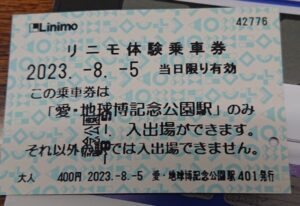 Linimo 42776
リニモ体験乗車券
2023.-8.-5 当日限り有効
この乗車券は
「愛・地球博記念公園駅」のみ
入出場ができます。
それ以外の駅では入出場できません。
大人 400円 2023.-8.-5 愛・地球博記念公園駅401発行